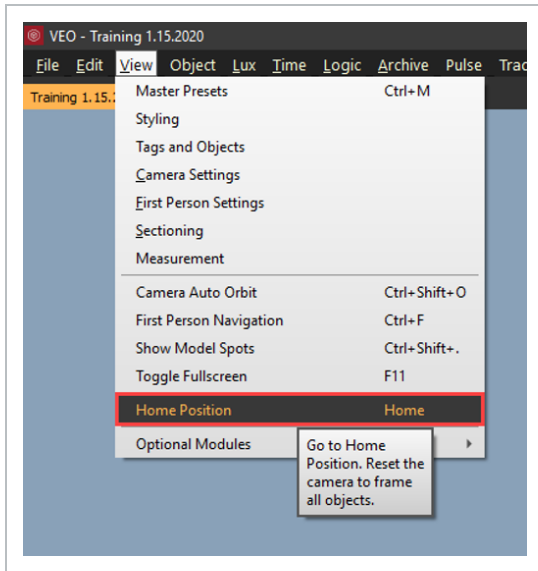 VEO - Training 1.15.2020
File Edit View Object Lux Time Logic Archive Pulse
Training 1.15.
Master Presets Ctrl+M
Styling
Tags and Objects
Camera Settings
First Person Settings
Sectioning
Measurement
Camera Auto Orbit Ctrl+Shift+O
First Person Navigation Ctrl+F
Show Model Spots Ctrl+Shift+.
Toggle Fullscreen F11
Home Position Home
Optional Modules
Go to Home
Position. Reset the
camera to frame
all objects.